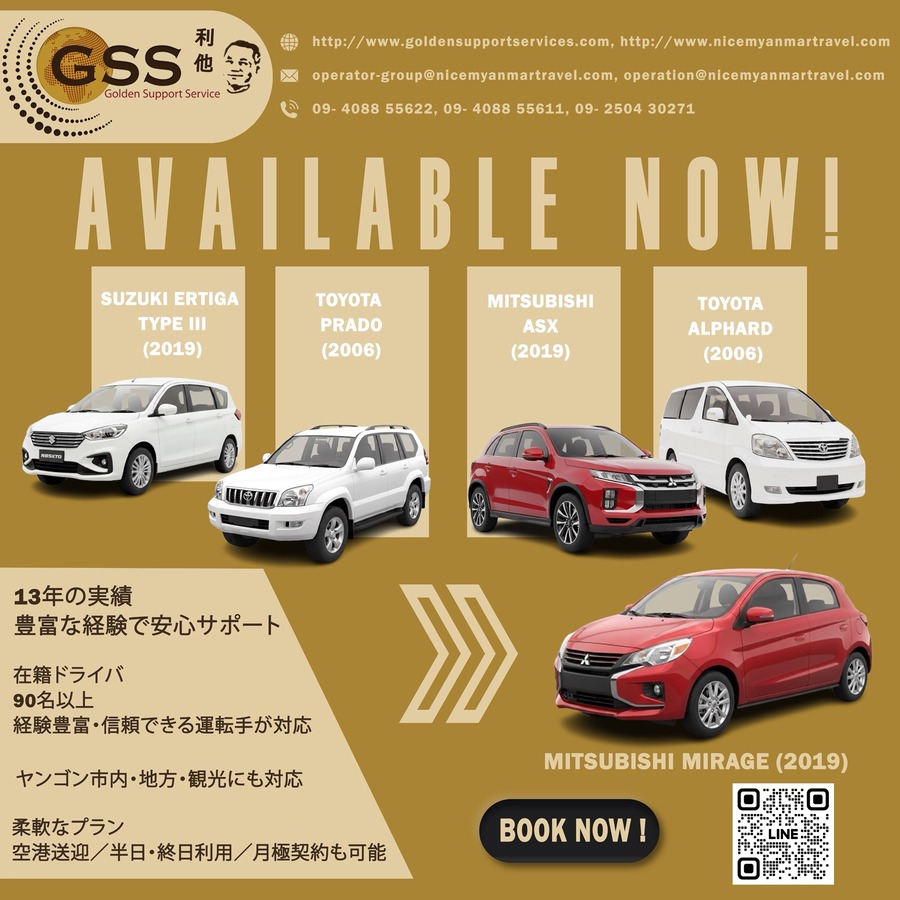 GSS
利他
Golden Support Service
http://www.goldensupportservices.com, http://www.nicemyanmartravel.com
operator-group@nicemyanmartravel.com, operation@nicemyanmartravel.com
09- 4088 55622, 09- 4088 55611, 09- 2504 30271
AVAILABLE NOW!
SUZUKI ERTIGA
TYPE III
(2019)
TOYOTA
PRADO
(2006)
MITSUBISHI
ASX
(2019)
TOYOTA
ALPHARD
(2006)
13年の実績
豊富な経験で安心サポート
在籍ドライバ
90名以上
経験豊富・信頼できる運転手が対応
ヤンゴン市内・地方・観光にも対応
柔軟なプラン
空港送迎／半日・終日利用／月極契約も可能
MITSUBISHI MIRAGE (2019)
BOOK NOW !
LINE